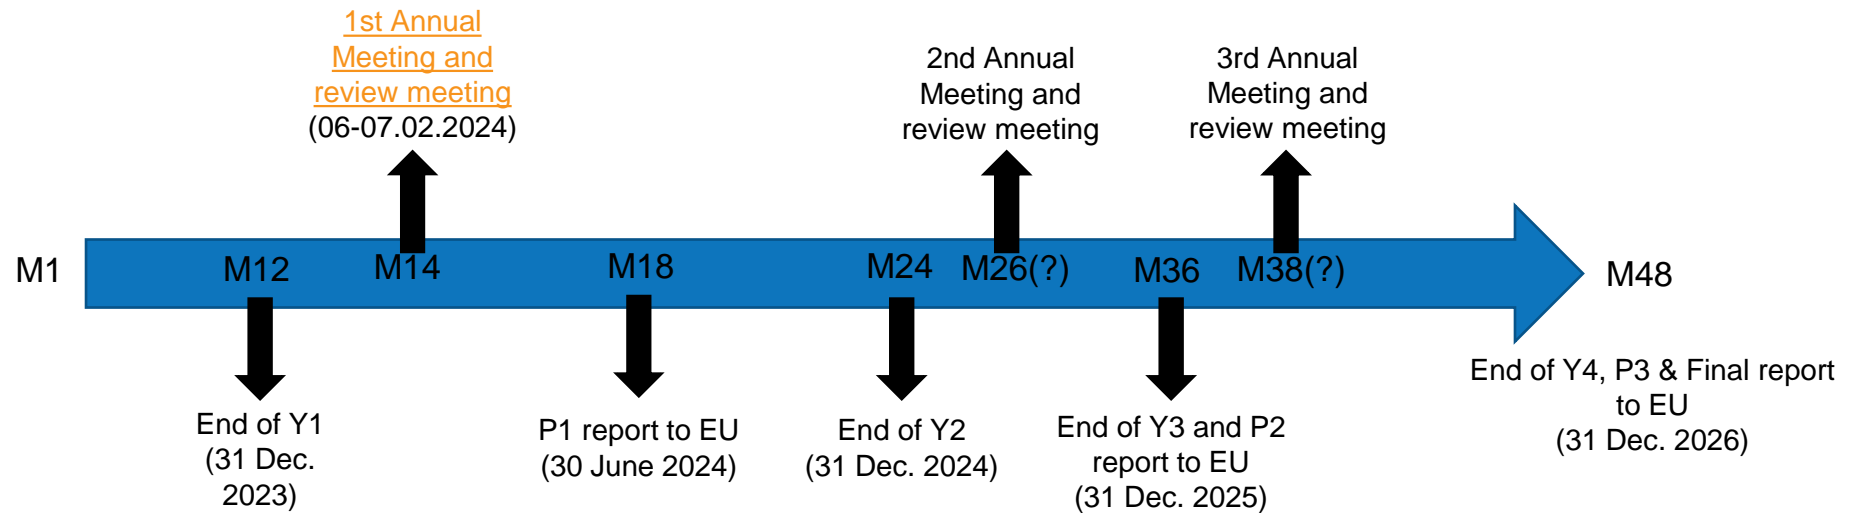 1st Annual
Meeting and
review meeting
(06-07.02.2024)
2nd Annual
Meeting and
review meeting
3rd Annual
Meeting and
review meeting
M1
M12
M14
M18
M24
M26(?)
M36
M38(?)
M48
End of Y1
(31 Dec.
2023)
P1 report to EU
(30 June 2024)
End of Y2
(31 Dec. 2024)
End of Y3 and P2
report to EU
(31 Dec. 2025)
End of Y4, P3 & Final report
to EU
(31 Dec. 2026)